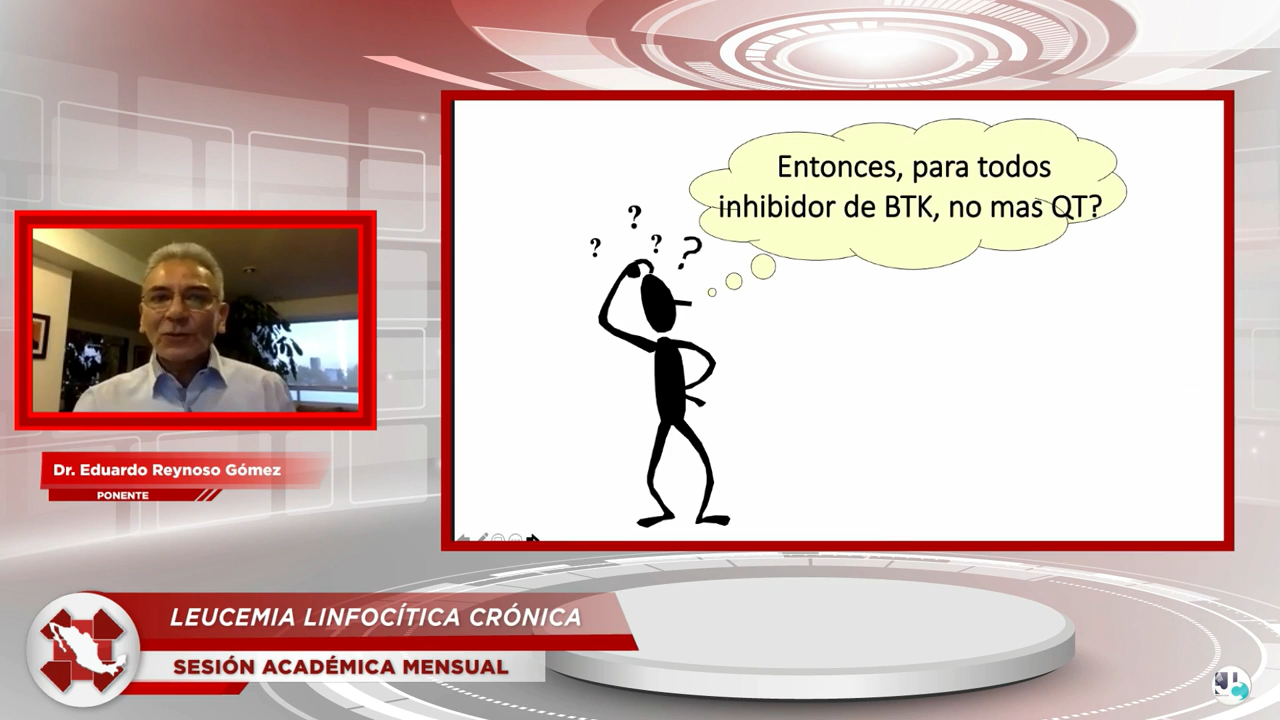 Entonces, para todos
inhibidor de BTK, no mas QT?
?
?
?
?
Dr. Eduardo Reynoso Gómez
PONENTE
LEUCEMIA LINFOCÍTICA CRÓNICA
SESIÓN ACADÉMICA MENSUAL